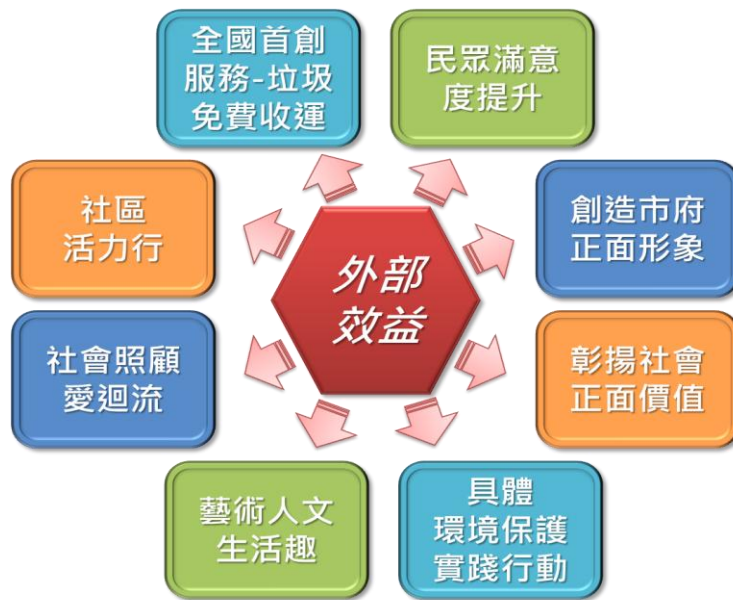 全國首創
服務-垃圾
免費收運
民眾滿意
度提升
社區
活力行
創造市府
正面形象
外部
效益
社會照顧
愛迴流
彰揚社會
正面價值
藝術人文
生活趣
具體
環境保護
實踐行動